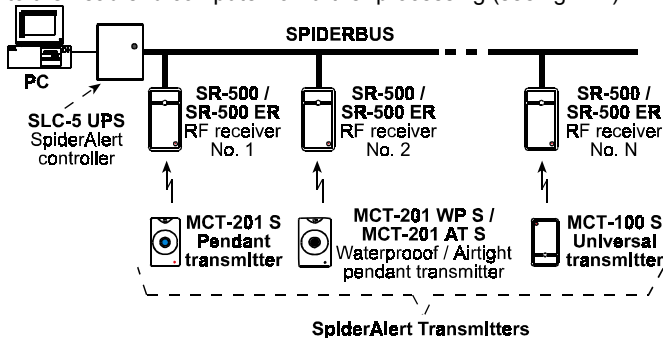 SPIDERBUS
PC
SLC-5 UPS
SpiderAlert
controller
SR-500 /
SR-500 ER
RF receiver
No. 1
SR-500 /
SR-500 ER
RF receiver
No. 2
SR-500 /
SR-500 ER
RF receiver
No. N
MCT-201 S
Pendant
transmitter
MCT-201 WP S /
MCT-201 AT S
Waterprooof / Airtight
pendant transmitter
MCT-100 S
Universal
transmitter
SpiderAlert Transmitters